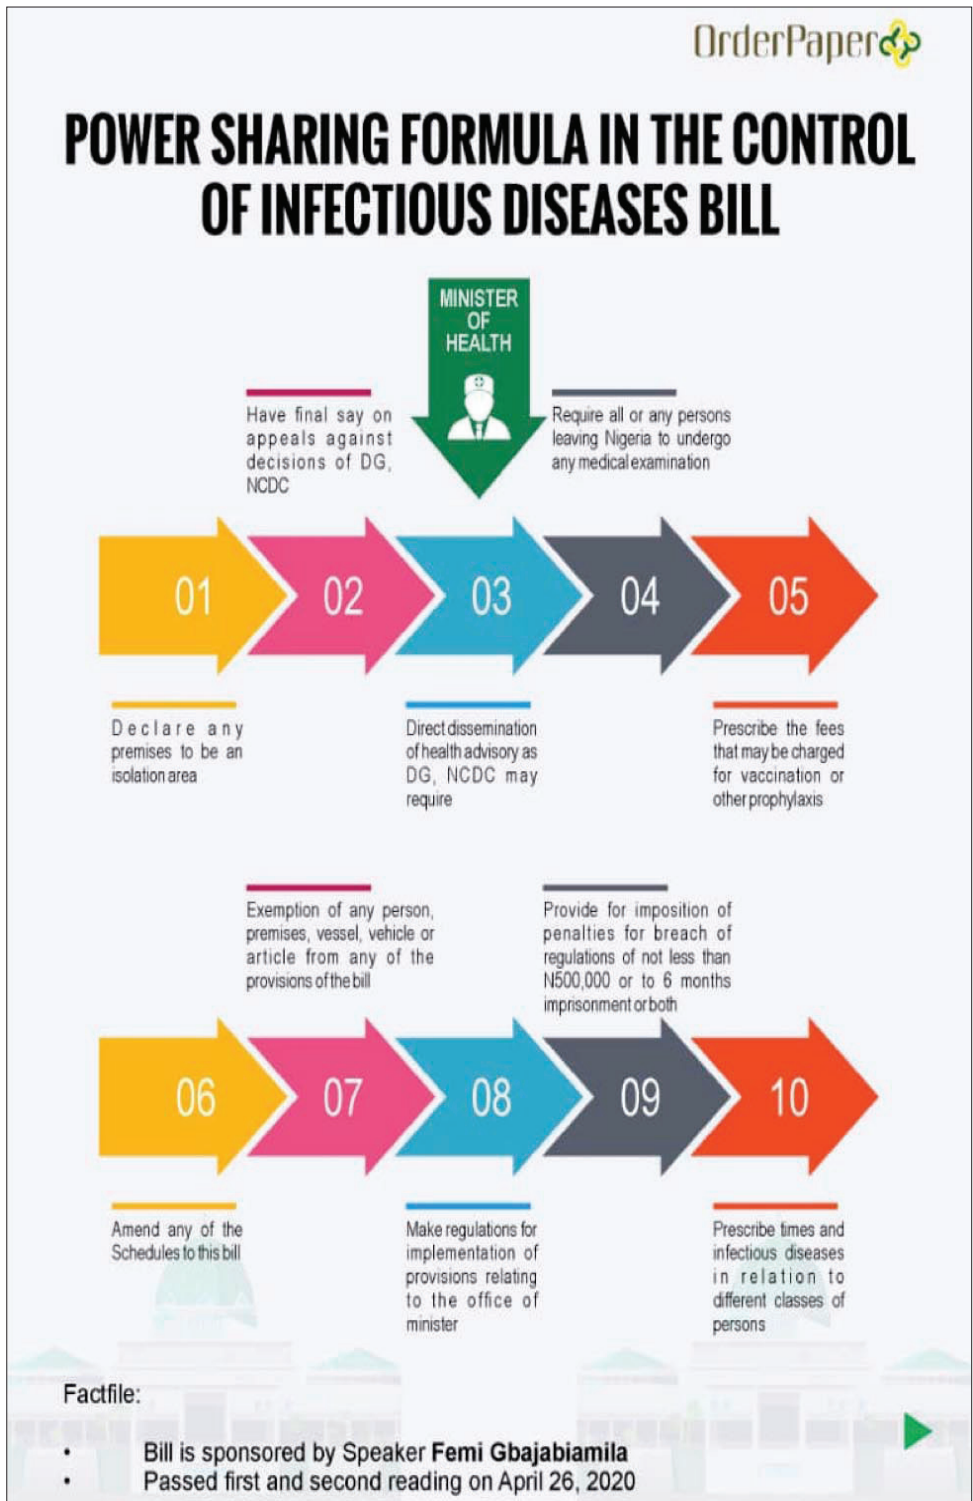 OrderPaper
POWER SHARING FORMULA IN THE CONTROL
OF INFECTIOUS DISEASES BILL
MINISTER
OF
HEALTH
Have final say on
appeals against
decisions of DG,
NCDC
Require all or any persons
leaving Nigeria to undergo
any medical examination
01
02
03
04
05
Declare any
premises to be an
isolation area
Direct dissemination
of health advisory as
DG, NCDC may
require
Prescribe the fees
that may be charged
for vaccination or
other prophylaxis
Exemption of any person,
premises, vessel, vehicle or
article from any of the
provisions of the bill
Provide for imposition of
penalties for breach of
regulations of not less than
N500,000 or to 6 months
imprisonment or both
06
07
08
09
10
Amend any of the
Schedules to this bill
Make regulations for
implementation of
provisions relating
to the office of
minister
Prescribe times and
infectious diseases
in relation to
different classes of
persons
Factfile:
• Bill is sponsored by Speaker Femi Gbajabiamila
• Passed first and second reading on April 26, 2020